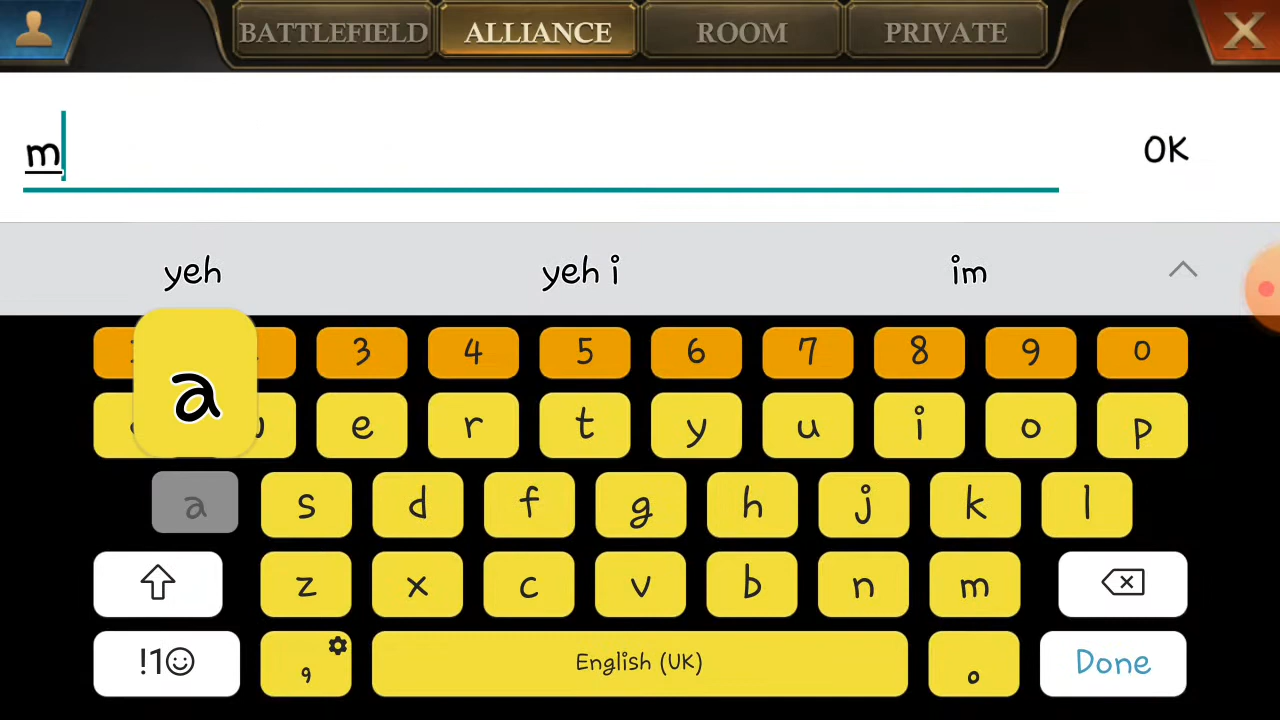 BATTLEFIELD ALLIANCE ROOM PRIVATE
m OK
yeh yeh i im
a
3 4 5 6 7 8 9 0
e r t y u i o p
a s d f g h j k l
z x c v b n m
!1☺ , English (UK) . Done